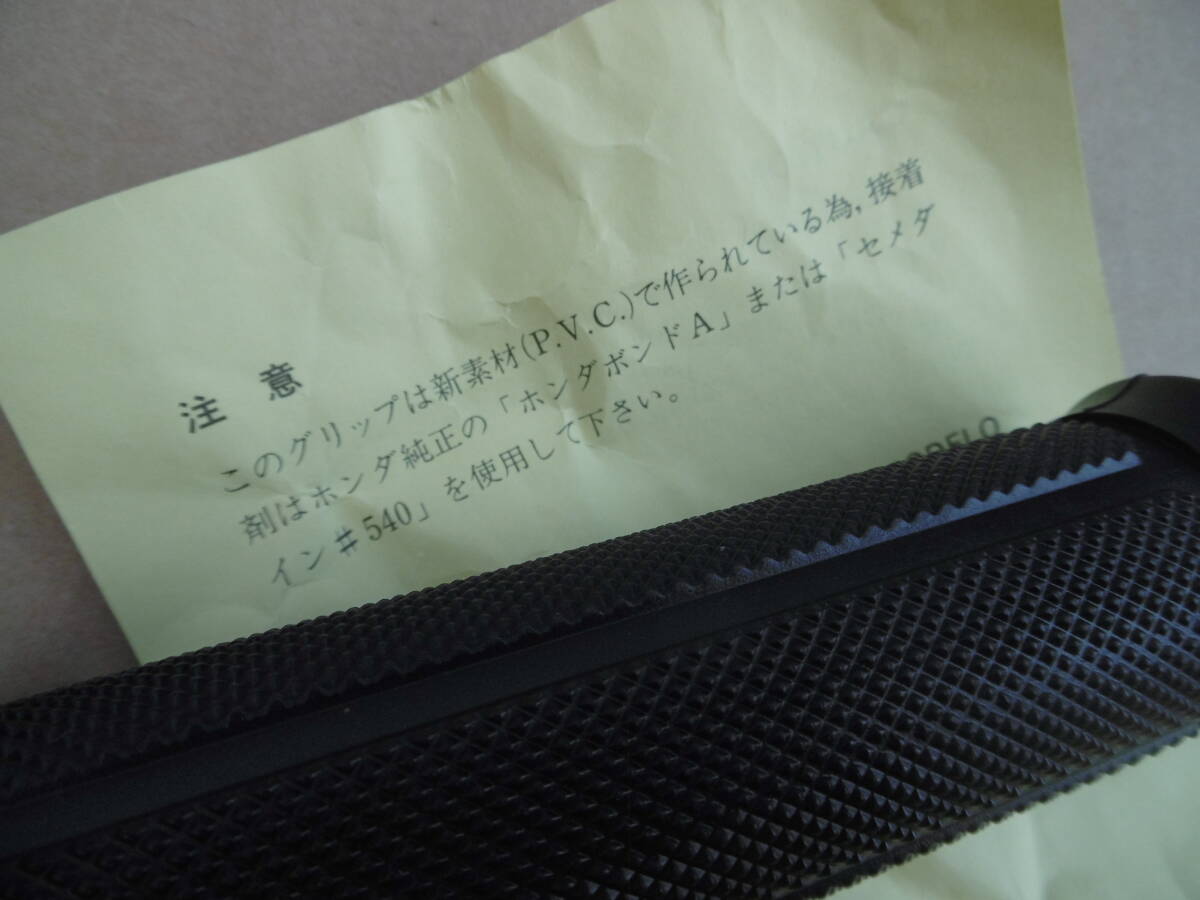 注 意
このグリップは新素材(P.V.C.)で作られている為,接着
剤はホンダ純正の「ホンダボンドA」または「セメダ
イン#540」を使用して下さい。